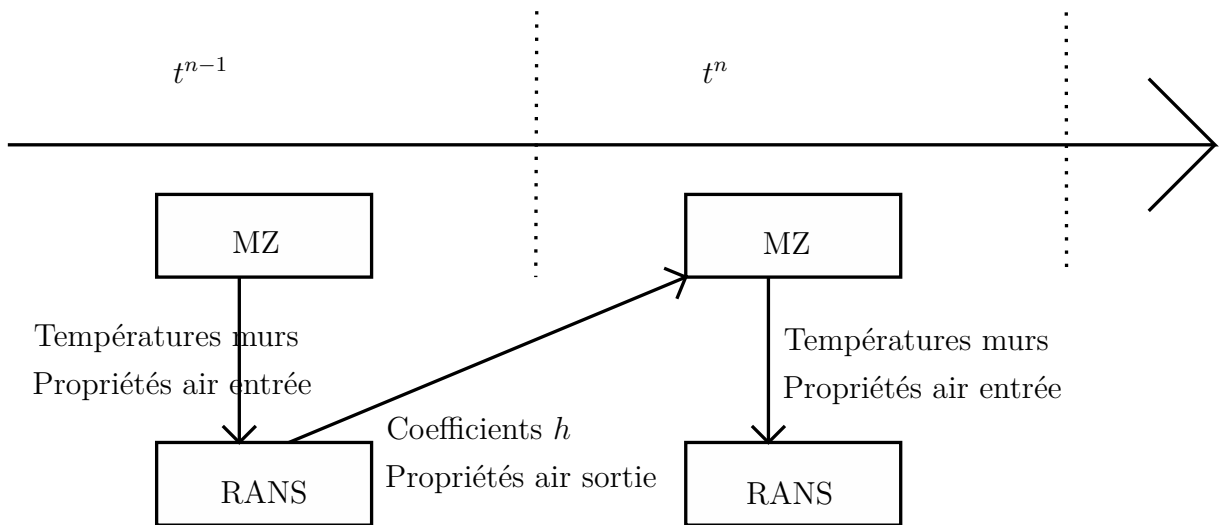 t^{n-1}
t^n
MZ
MZ
Températures murs
Propriétés air entrée
Températures murs
Propriétés air entrée
Coefficients h
Propriétés air sortie
RANS
RANS